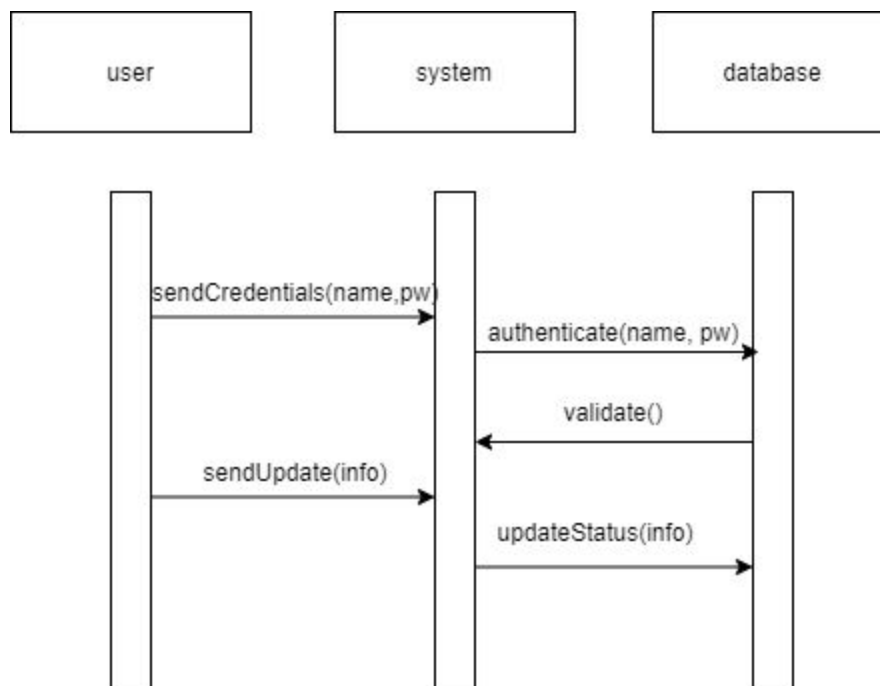 user
system
database
sendCredentials(name,pw)
authenticate(name, pw)
validate()
sendUpdate(info)
updateStatus(info)